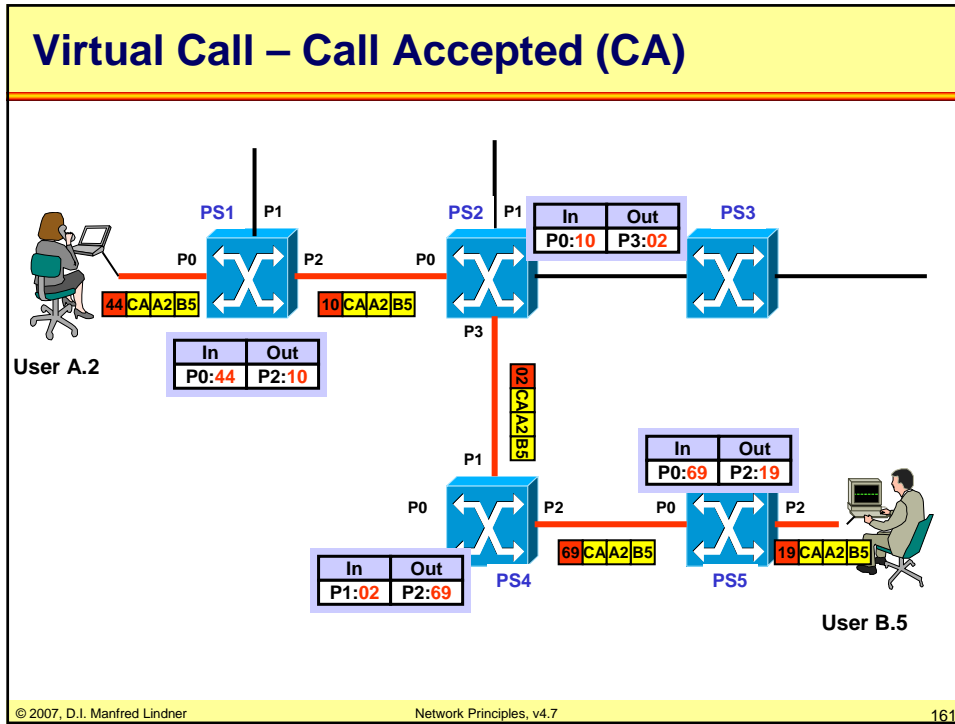 Virtual Call – Call Accepted (CA)
PS1
P1
PS2
P1
In Out
P0:10 P3:02
PS3
P0
P2
P0
44 CA A2 B5
10 CA A2 B5
P3
User A.2
In Out
P0:44 P2:10
02 CA A2 B5
In Out
P0:69 P2:19
P1
P0
P2
P0
P2
69 CA A2 B5
19 CA A2 B5
In Out
P1:02 P2:69
PS4
PS5
User B.5
© 2007, D.I. Manfred Lindner
Network Principles, v4.7
161